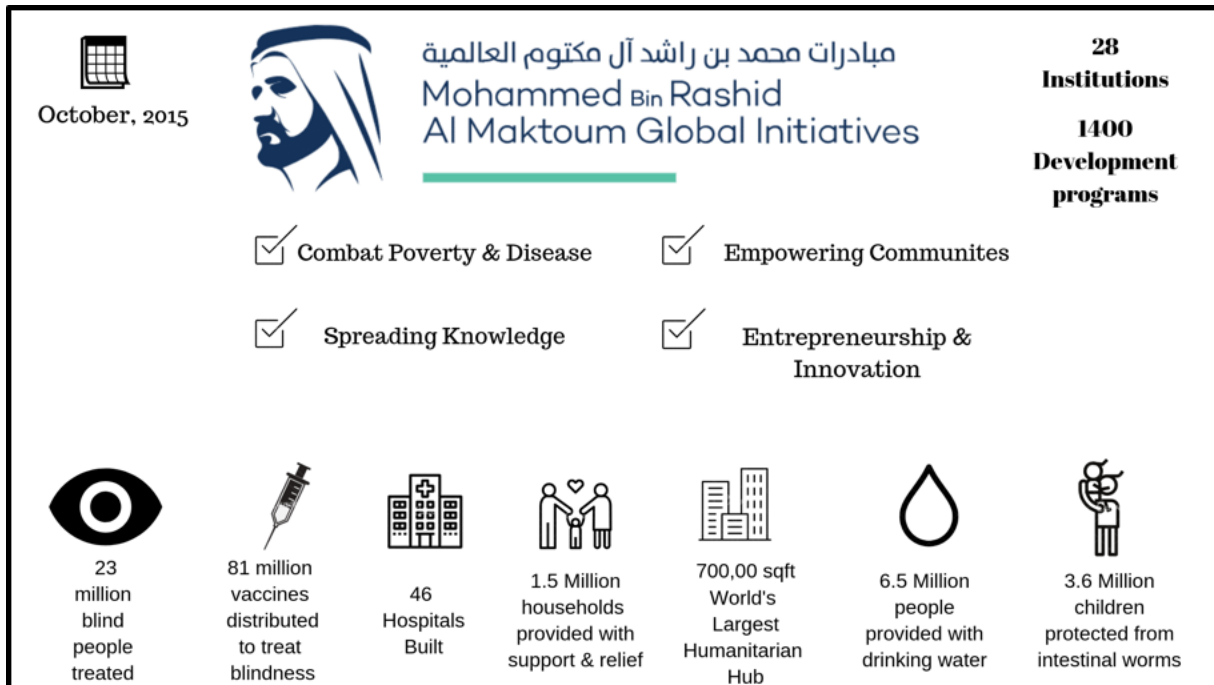 October, 2015
مبادرات محمد بن راشد آل مكتوم العالمية
Mohammed Bin Rashid
Al Maktoum Global Initiatives
28
Institutions
1400
Development
programs
Combat Poverty & Disease
Empowering Communites
Spreading Knowledge
Entrepreneurship &
Innovation
23
million
blind
people
treated
81 million
vaccines
distributed
to treat
blindness
46
Hospitals
Built
1.5 Million
households
provided with
support & relief
700,00 sqft
World's
Largest
Humanitarian
Hub
6.5 Million
people
provided with
drinking water
3.6 Million
children
protected from
intestinal worms